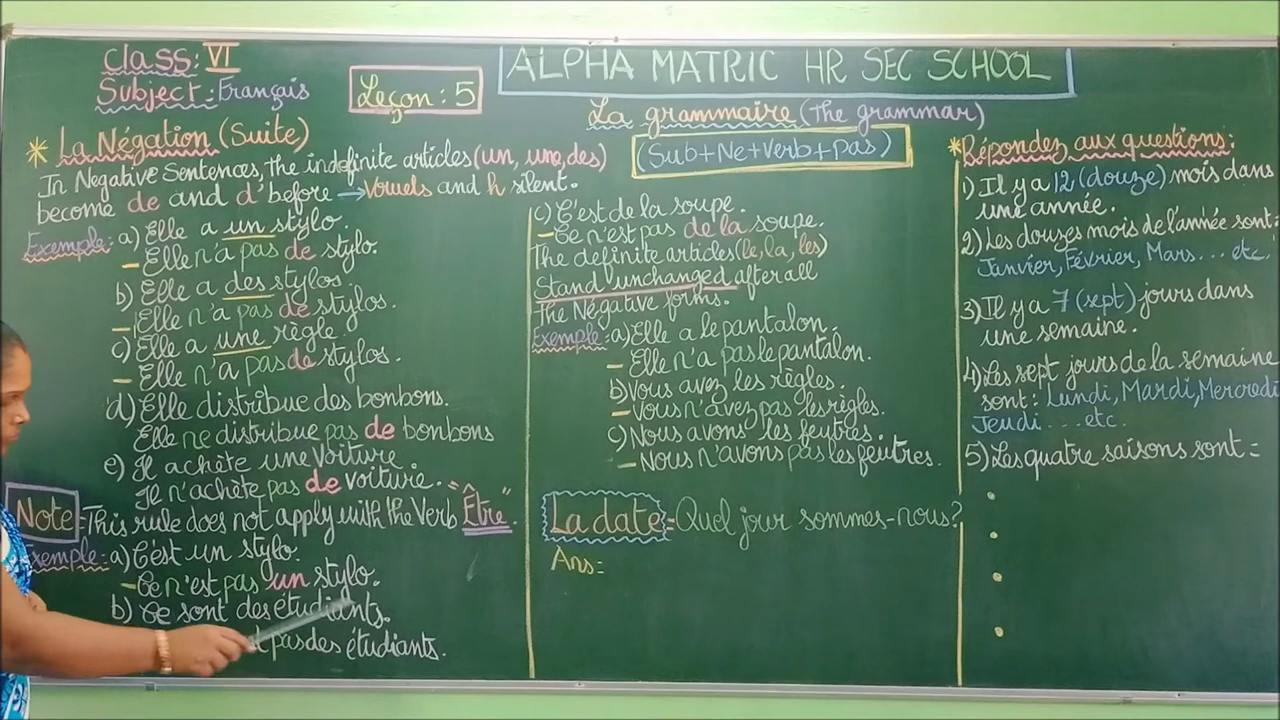 Class: VI
Subject: Français
Leçon: 5
ALPHA MATRIC HR SEC SCHOOL
La grammaire (The grammar)
* La Négation (Suite)
(Sub+Ne+Verb+pas)
In Negative Sentences, the indefinite articles (un, une, des)
become de and d' before → Vowels and h silent.
Exemple: a) Elle a un stylo.
– Elle n'a pas de stylo.
b) Elle a des stylos.
– Elle n'a pas de stylos.
c) Elle a une règle.
– Elle n'a pas de stylos.
d) Elle distribue des bonbons.
Elle ne distribue pas de bonbons
e) Il achète une voiture.
Il n'achète pas de voiture.
Note = This rule does not apply with the Verb "Être".
Exemple: a) C'est un stylo.
– Ce n'est pas un stylo.
b) Ce sont des étudiants.
pas des étudiants.
c) C'est de la soupe.
– Ce n'est pas de la soupe.
The definite articles (le, la, les)
Stand unchanged after all
The Négative forms.
Exemple: a) Elle a le pantalon.
– Elle n'a pas le pantalon.
b) Vous avez les règles.
– Vous n'avez pas les règles.
c) Nous avons les feutres.
– Nous n'avons pas les feutres.
La date = Quel jour sommes-nous?
Ans:
* Répondez aux questions:
1) Il y a 12 (douze) mois dans
une année.
2) Les douzes mois de l'année sont:
Janvier, Février, Mars... etc.
3) Il y a 7 (sept) jours dans
une semaine.
4) Les sept jours de la semaine
sont: Lundi, Mardi, Mercredi
Jeudi .... etc.
5) Les quatre saisons sont =